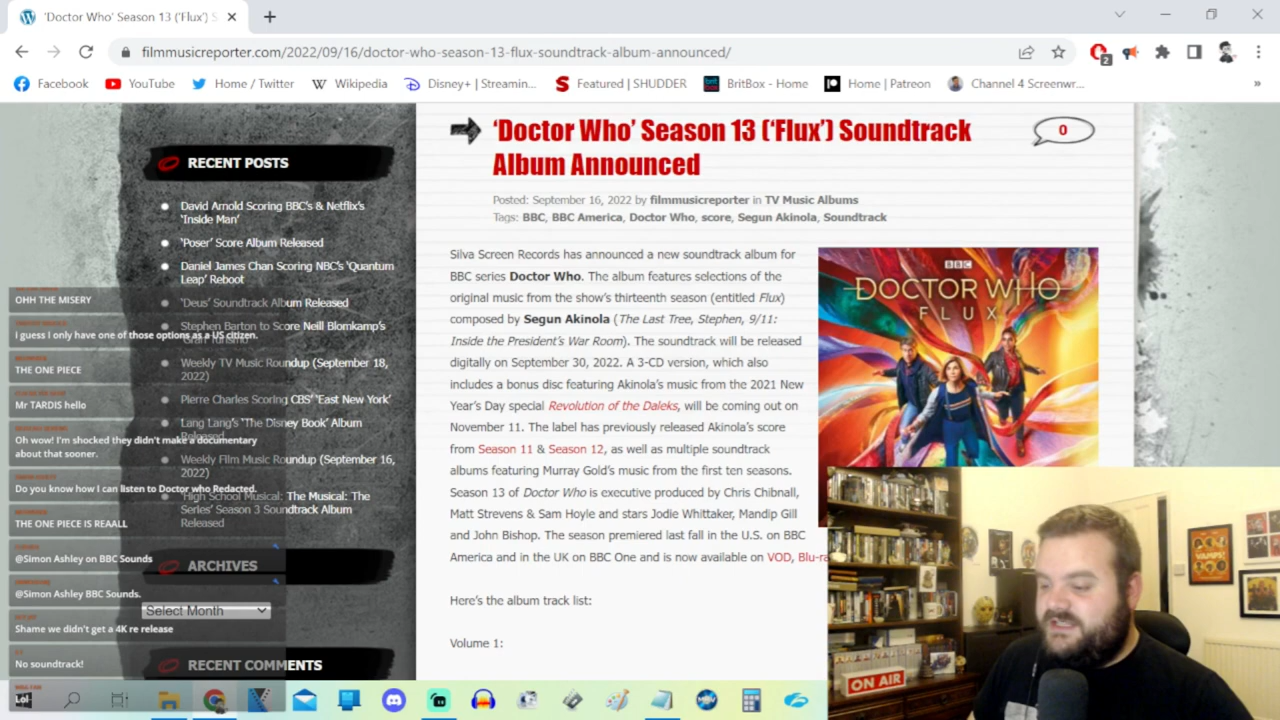 'Doctor Who' Season 13 ('Flux') S
filmmusicreporter.com/2022/09/16/doctor-who-season-13-flux-soundtrack-album-announced/
2
Facebook
YouTube
Home / Twitter
Wikipedia
Disney+ | Streamin...
Featured | SHUDDER
BritBox - Home
Home | Patreon
Channel 4 Screenwr...
»
RECENT POSTS
David Arnold Scoring BBC's & Netflix's
'Inside Man'
'Poser' Score Album Released
Daniel James Chan Scoring NBC's 'Quantum
Leap' Reboot
'Deus' Soundtrack Album Released
Stephen Barton to Score Neill Blomkamp's
'Gran Turismo'
Weekly TV Music Roundup (September 18,
2022)
Pierre Charles Scoring CBS' 'East New York'
Lang Lang's 'The Disney Book' Album
Released
Weekly Film Music Roundup (September 16,
2022)
'High School Musical: The Musical: The
Series' Season 3 Soundtrack Album
Released
ARCHIVES
Select Month
RECENT COMMENTS
OHH THE MISERY
I guess I only have one of those options as a US citizen.
THE ONE PIECE
Mr TARDIS hello
Oh wow! I'm shocked they didn't make a documentary
about that sooner.
Do you know how I can listen to Doctor who Redacted.
THE ONE PIECE IS REAALL
@Simon Ashley on BBC Sounds
@Simon Ashley BBC Sounds.
Shame we didn't get a 4K re release
No soundtrack!
'Doctor Who' Season 13 ('Flux') Soundtrack
Album Announced
0
Posted: September 16, 2022 by filmmusicreporter in TV Music Albums
Tags: BBC, BBC America, Doctor Who, score, Segun Akinola, Soundtrack
Silva Screen Records has announced a new soundtrack album for
BBC series Doctor Who. The album features selections of the
original music from the show's thirteenth season (entitled Flux)
composed by Segun Akinola (The Last Tree, Stephen, 9/11:
Inside the President's War Room). The soundtrack will be released
digitally on September 30, 2022. A 3-CD version, which also
includes a bonus disc featuring Akinola's music from the 2021 New
Year's Day special Revolution of the Daleks, will be coming out on
November 11. The label has previously released Akinola's score
from Season 11 & Season 12, as well as multiple soundtrack
albums featuring Murray Gold's music from the first ten seasons.
Season 13 of Doctor Who is executive produced by Chris Chibnall,
Matt Strevens & Sam Hoyle and stars Jodie Whittaker, Mandip Gill
and John Bishop. The season premiered last fall in the U.S. on BBC
America and in the UK on BBC One and is now available on VOD, Blu-ra
Here's the album track list:
Volume 1:
BBC
DOCTOR WHO
FLUX
VAMPS!
ON AIR